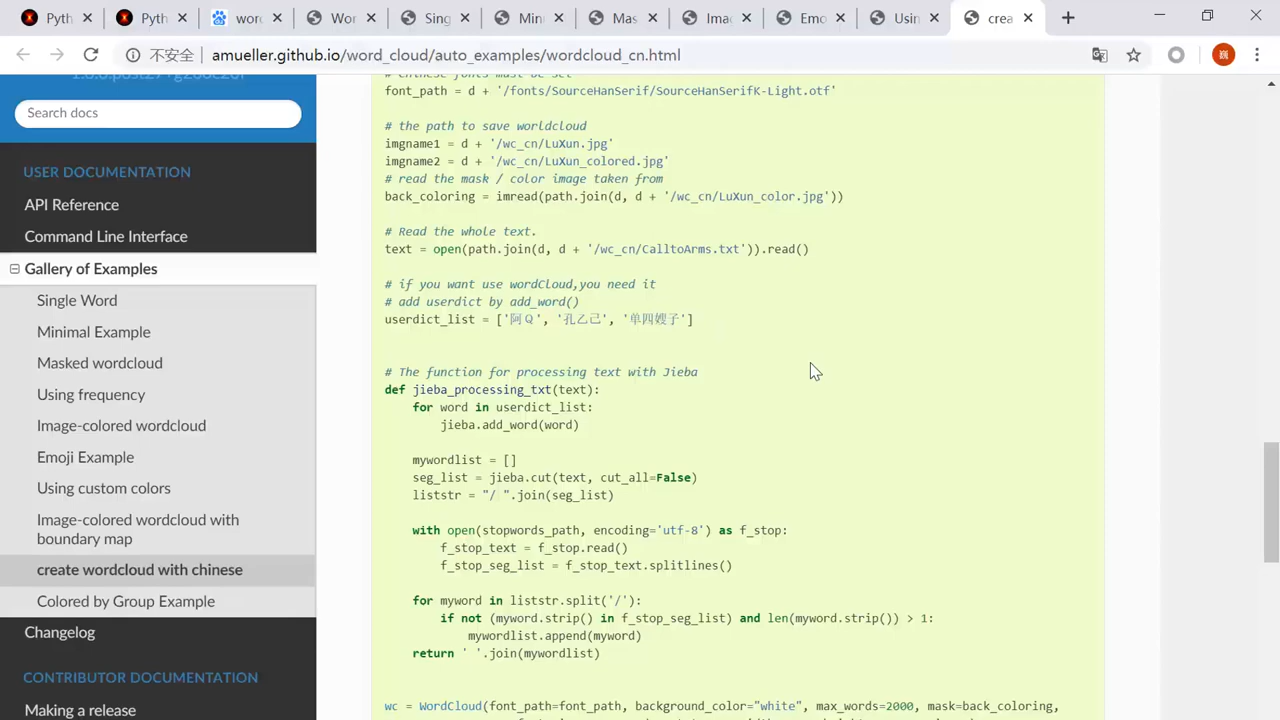 Pyth
Pyth
word
Wor
Sing
Mini
Mas
Imag
Emo
Usin
crea
不安全
amueller.github.io/word_cloud/auto_examples/wordcloud_cn.html
巍
Search docs
USER DOCUMENTATION
API Reference
Command Line Interface
Gallery of Examples
Single Word
Minimal Example
Masked wordcloud
Using frequency
Image-colored wordcloud
Emoji Example
Using custom colors
Image-colored wordcloud with
boundary map
create wordcloud with chinese
Colored by Group Example
Changelog
CONTRIBUTOR DOCUMENTATION
Making a release
# Chinese fonts must be set
font_path = d + '/fonts/SourceHanSerif/SourceHanSerifK-Light.otf'
# the path to save worldcloud
imgname1 = d + '/wc_cn/LuXun.jpg'
imgname2 = d + '/wc_cn/LuXun_colored.jpg'
# read the mask / color image taken from
back_coloring = imread(path.join(d, d + '/wc_cn/LuXun_color.jpg'))
# Read the whole text.
text = open(path.join(d, d + '/wc_cn/CalltoArms.txt')).read()
# if you want use wordCloud,you need it
# add userdict by add_word()
userdict_list = ['阿Ｑ', '孔乙己', '单四嫂子']
# The function for processing text with Jieba
def jieba_processing_txt(text):
for word in userdict_list:
jieba.add_word(word)
mywordlist = []
seg_list = jieba.cut(text, cut_all=False)
liststr = "/ ".join(seg_list)
with open(stopwords_path, encoding='utf-8') as f_stop:
f_stop_text = f_stop.read()
f_stop_seg_list = f_stop_text.splitlines()
for myword in liststr.split('/'):
if not (myword.strip() in f_stop_seg_list) and len(myword.strip()) > 1:
mywordlist.append(myword)
return ' '.join(mywordlist)
wc = WordCloud(font_path=font_path, background_color="white", max_words=2000, mask=back_coloring,